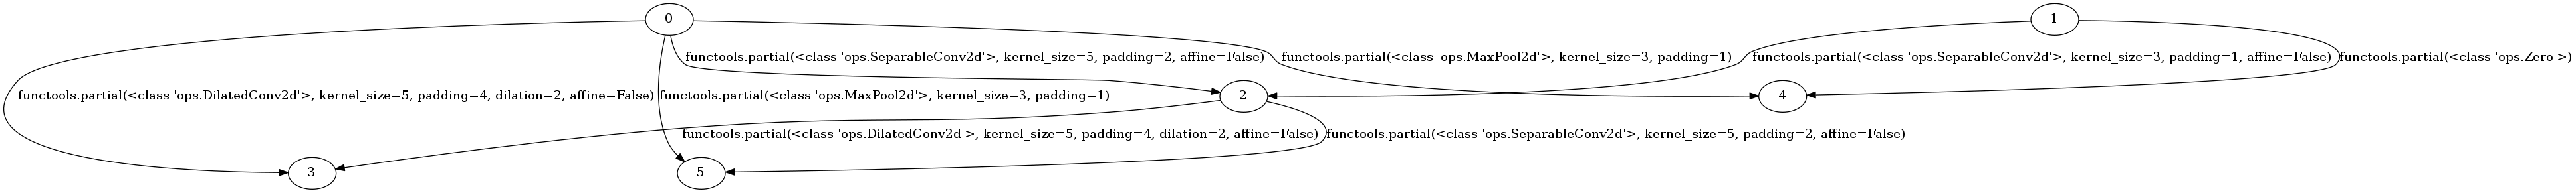 0
1
functools.partial(<class 'ops.SeparableConv2d'>, kernel_size=5, padding=2, affine=False)
functools.partial(<class 'ops.MaxPool2d'>, kernel_size=3, padding=1)
functools.partial(<class 'ops.SeparableConv2d'>, kernel_size=3, padding=1, affine=False)
functools.partial(<class 'ops.Zero'>)
functools.partial(<class 'ops.DilatedConv2d'>, kernel_size=5, padding=4, dilation=2, affine=False)
functools.partial(<class 'ops.MaxPool2d'>, kernel_size=3, padding=1)
2
4
functools.partial(<class 'ops.DilatedConv2d'>, kernel_size=5, padding=4, dilation=2, affine=False)
functools.partial(<class 'ops.SeparableConv2d'>, kernel_size=5, padding=2, affine=False)
3
5